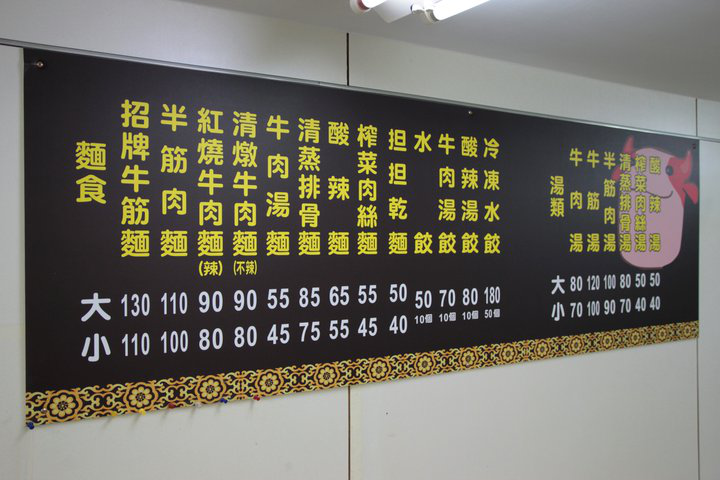 麵食
招牌牛筋麵
半筋肉麵
紅燒牛肉麵(辣)
清燉牛肉麵(不辣)
牛肉湯麵
清蒸排骨麵
酸辣麵
榨菜肉絲麵
担担乾麵
水餃
牛肉湯餃
酸辣湯餃
冷凍水餃
大 130 110 90 90 55 85 65 55 50 50 10個 70 10個 80 10個 180 50個
小 110 100 80 80 45 75 55 45 40
湯類
牛肉湯
牛筋湯
半筋肉湯
清蒸排骨湯
榨菜肉絲湯
酸辣湯
大 80 120 100 80 50 50
小 70 100 90 70 40 40